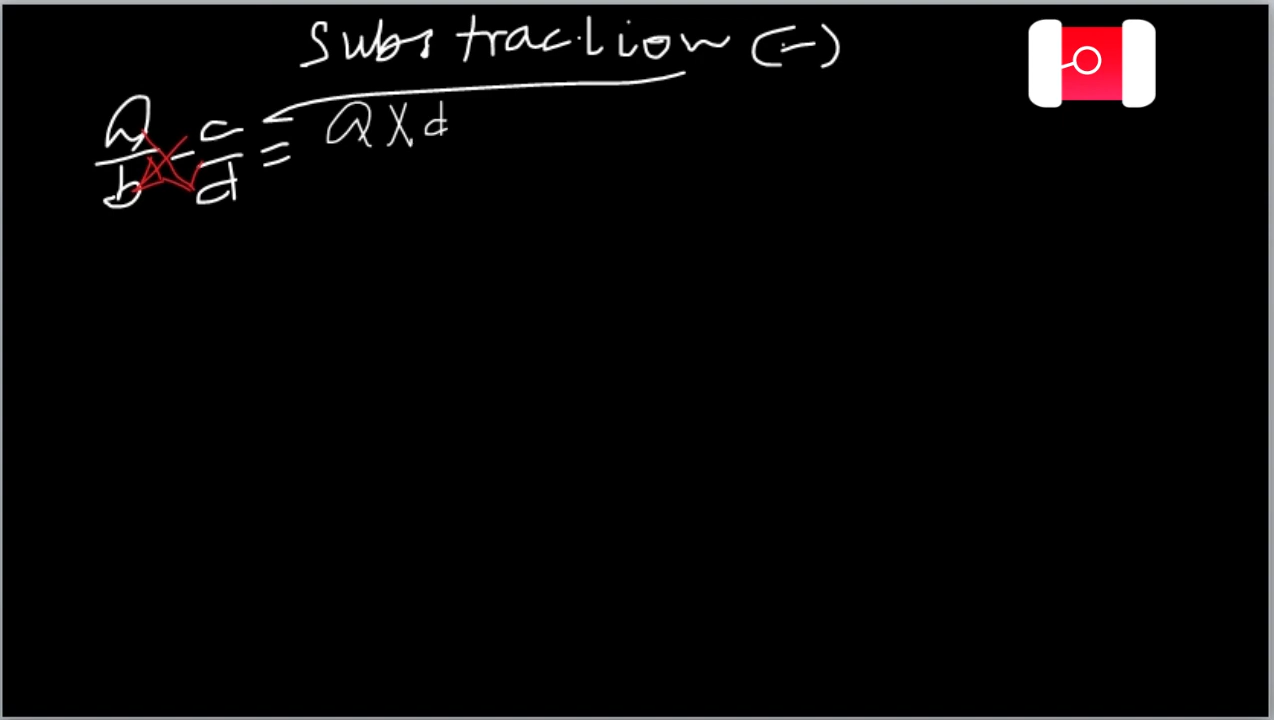 Substraction (-)
a/b - c/d = a X d